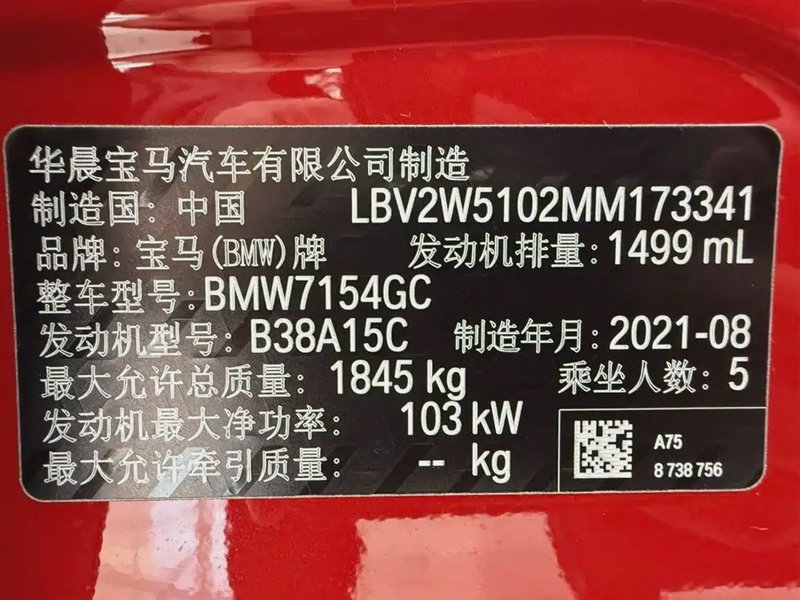 华晨宝马汽车有限公司制造
制造国：中国 LBV2W5102MM173341
品牌：宝马(BMW)牌 发动机排量：1499 mL
整车型号：BMW7154GC
发动机型号：B38A15C 制造年月：2021-08
最大允许总质量：1845 kg 乘坐人数：5
发动机最大净功率：103 kW
最大允许牵引质量：-- kg
A75
8 738 756